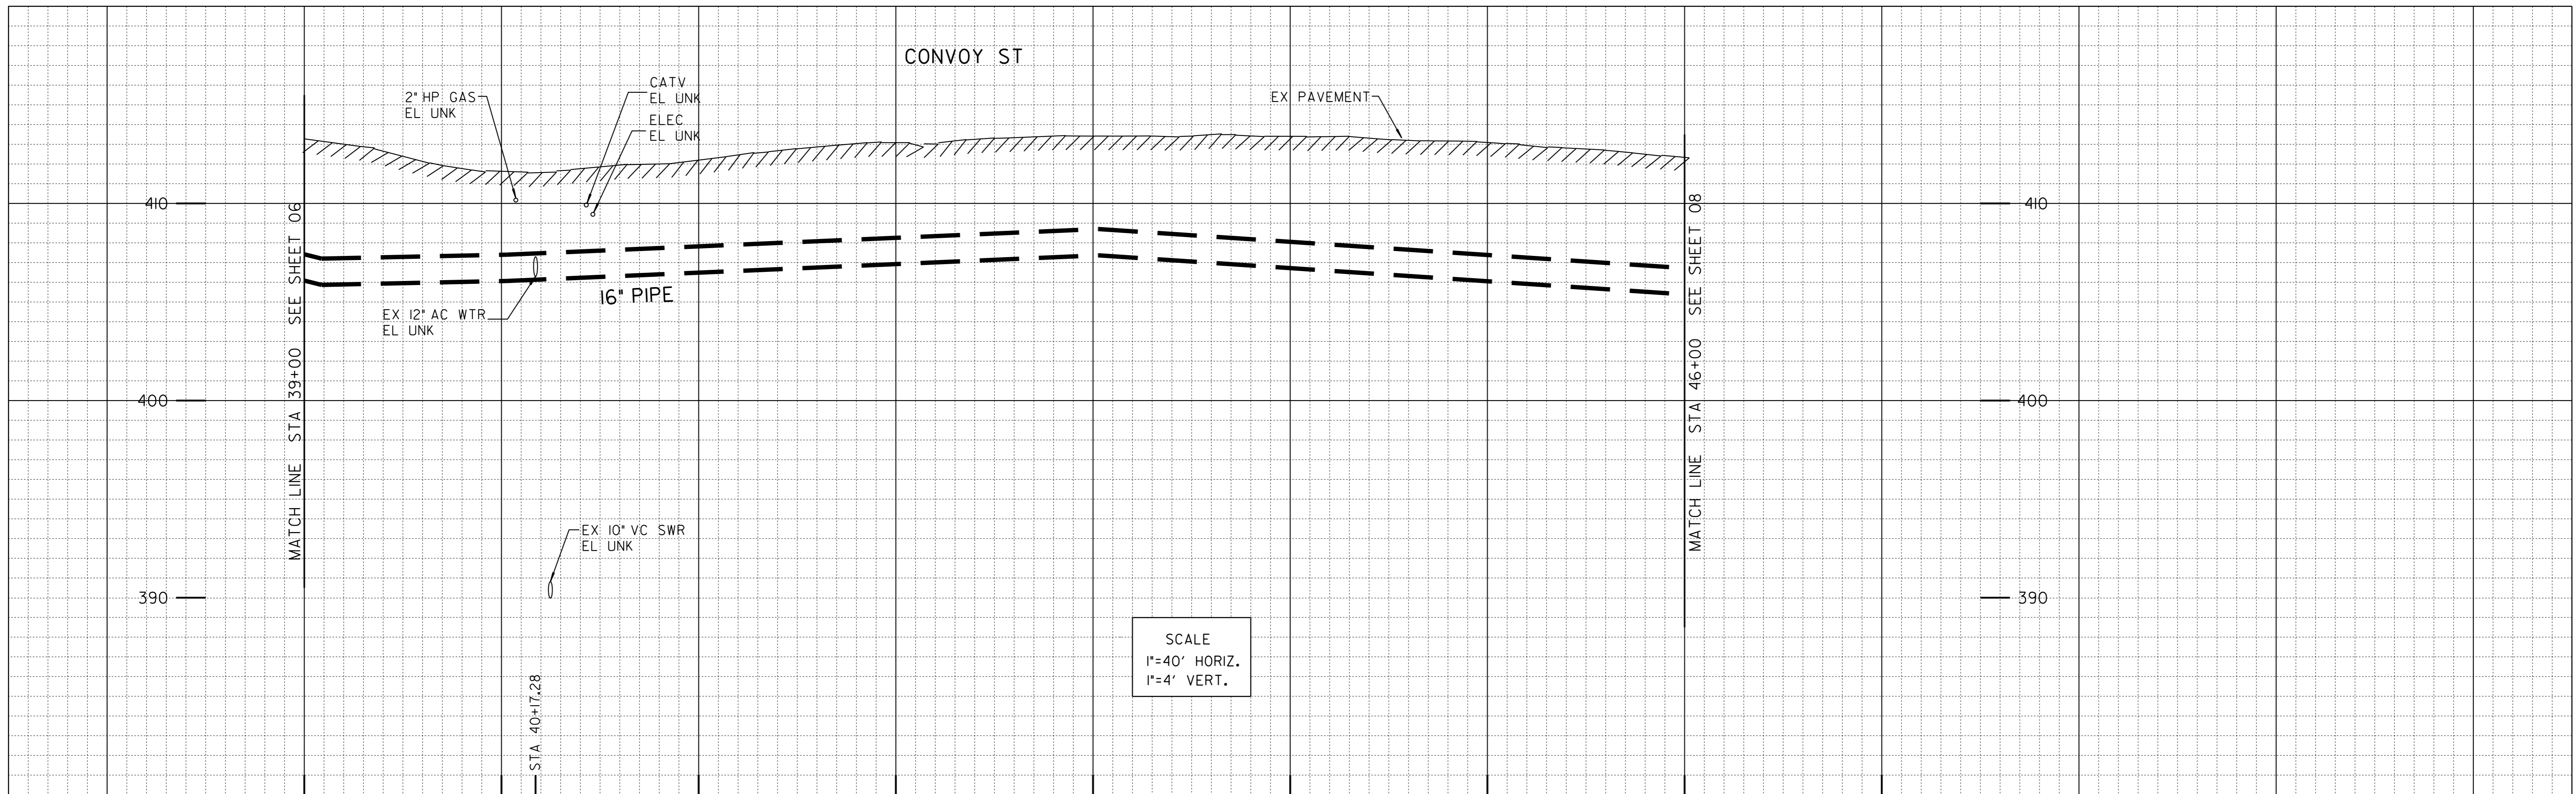 CONVOY ST
2" HP GAS
EL UNK
CATV
EL UNK
ELEC
EL UNK
EX PAVEMENT
410
410
MATCH LINE STA 39+00 SEE SHEET 06
MATCH LINE STA 46+00 SEE SHEET 08
16" PIPE
EX 12" AC WTR
EL UNK
400
400
EX 10" VC SWR
EL UNK
390
390
SCALE
1"=40' HORIZ.
1"=4' VERT.
STA 40+17.28